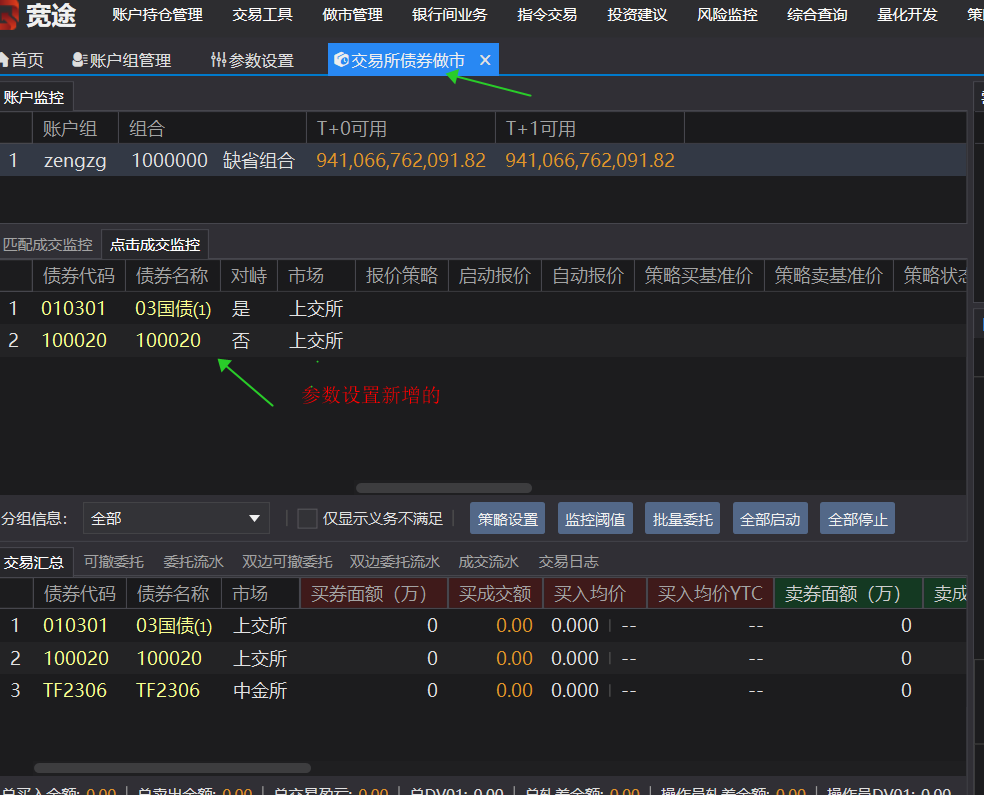 宽途 账户持仓管理 交易工具 做市管理 银行间业务 指令交易 投资建议 风险监控 综合查询 量化开发
首页 账户组管理 参数设置 交易所债券做市 ×
账户监控
账户组 组合 T+0可用 T+1可用
1 zengzg 1000000 缺省组合 941,066,762,091.82 941,066,762,091.82
匹配成交监控 点击成交监控
债券代码 债券名称 对峙 市场 报价策略 启动报价 自动报价 策略买基准价 策略卖基准价 策略状态
1 010301 03国债(1) 是 上交所
2 100020 100020 否 上交所
参数设置新增的
分组信息: 全部 仅显示义务不满足 策略设置 监控阈值 批量委托 全部启动 全部停止
交易汇总 可撤委托 委托流水 双边可撤委托 双边委托流水 成交流水 交易日志
债券代码 债券名称 市场 买券面额（万） 买成交额 买入均价 买入均价YTC 卖券面额（万） 卖成
1 010301 03国债(1) 上交所 0 0.00 0.000 | -- -- 0
2 100020 100020 上交所 0 0.00 0.000 | -- -- 0
3 TF2306 TF2306 中金所 0 0.00 0.000 | -- -- 0
总买入金额: 0.00 | 总卖出金额: 0.00 | 总交易盈亏: 0.00 | 总DV01: 0.00 | 总轧差金额: 0.00 | 操作员轧差金额: 0.00 | 操作员DV01: 0.00